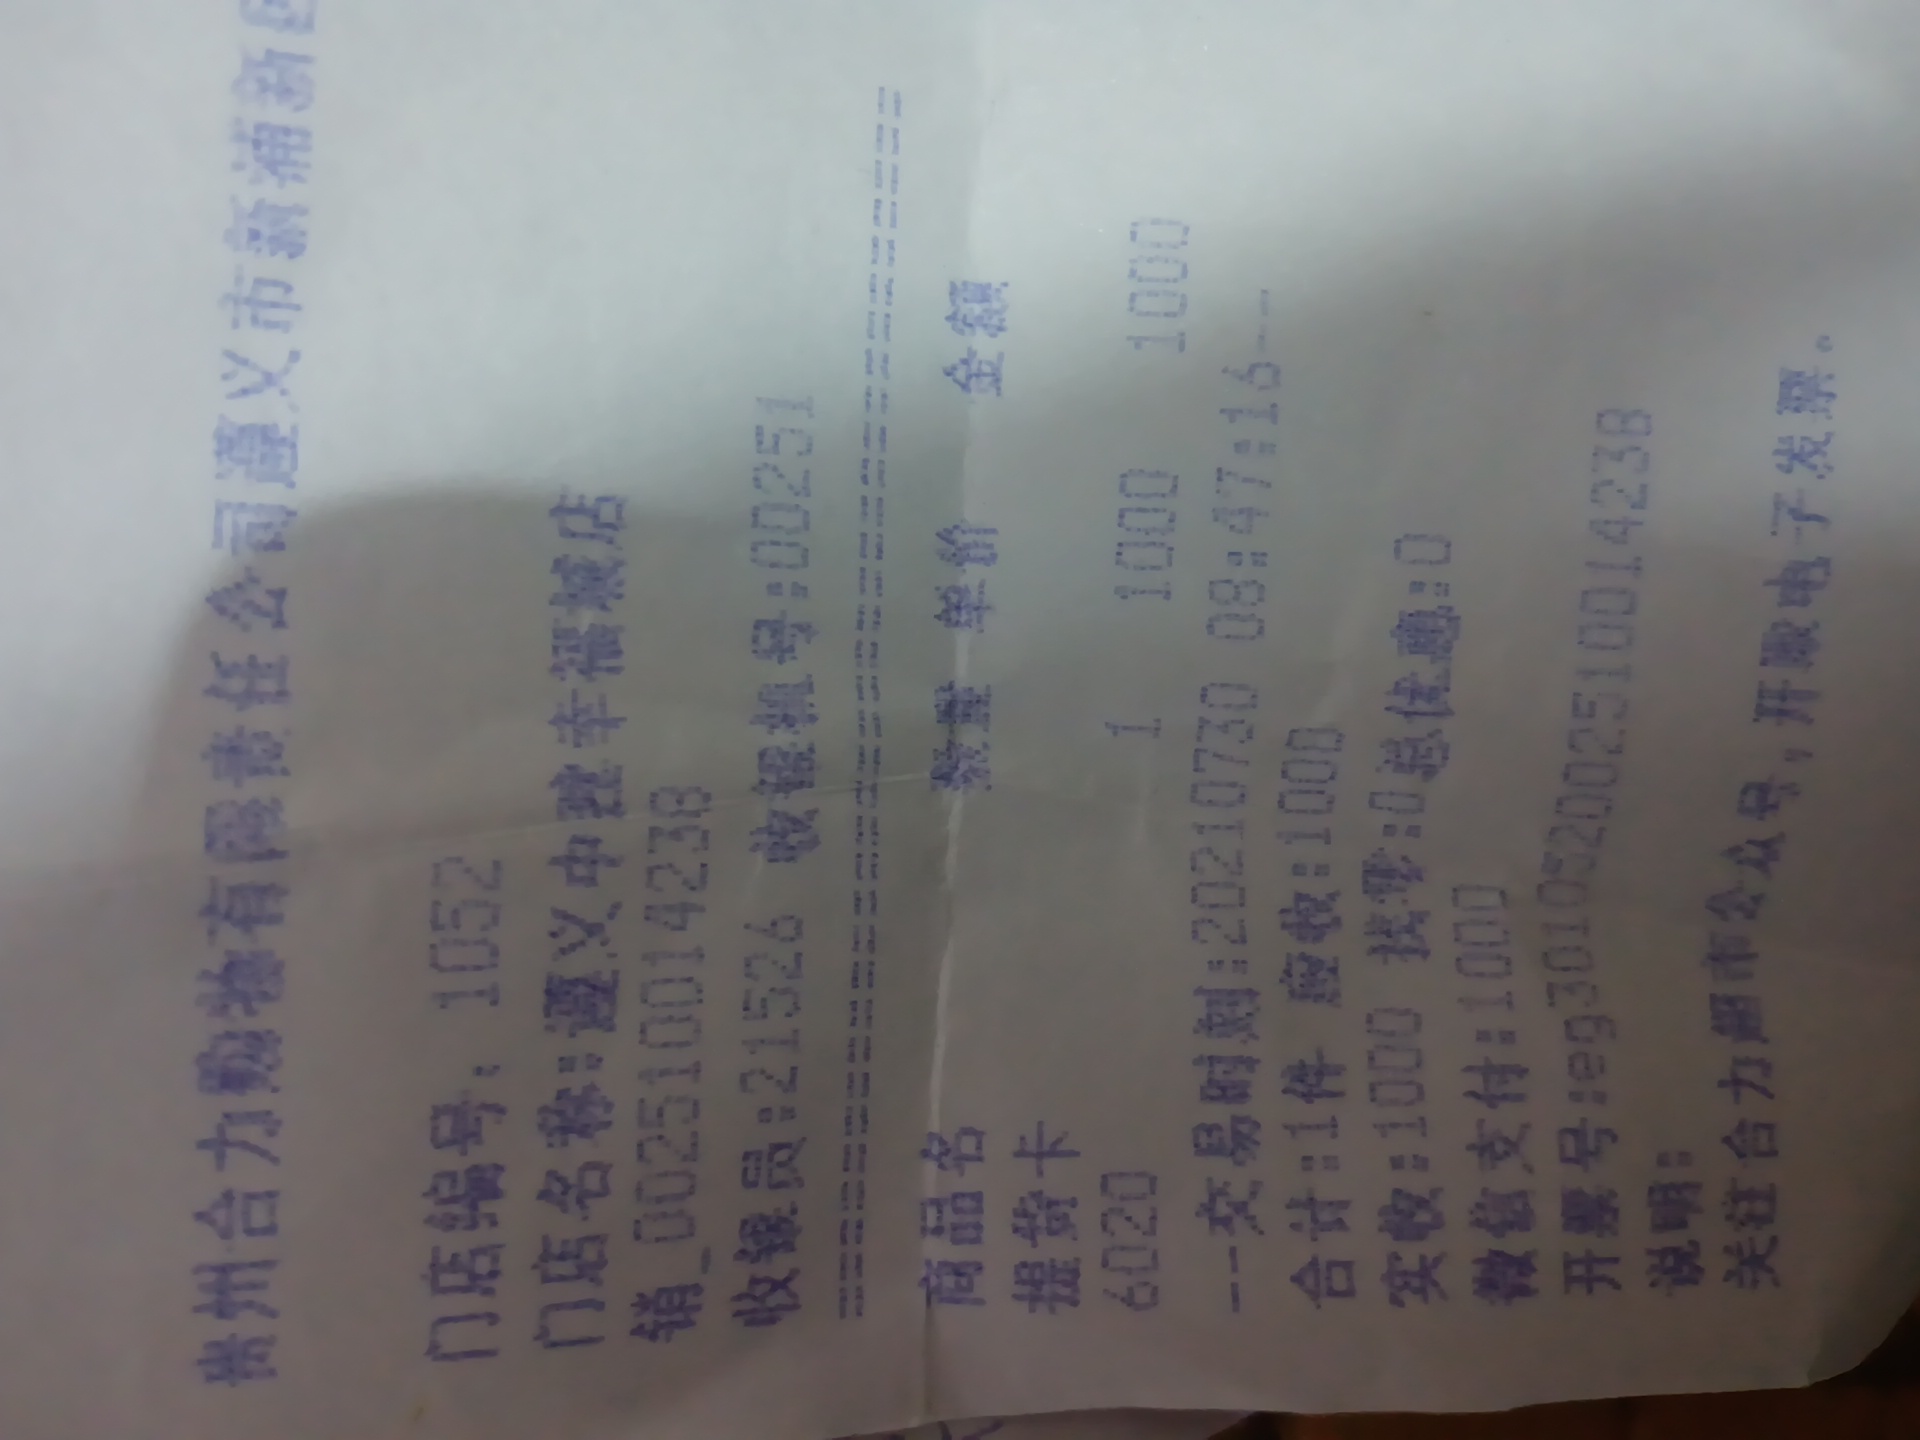 贵州合力购物有限责任公司遵义市新浦新
门店编号: 1052
门店名称:遵义中建幸福城店
销_002510014238
收银员:21526 收银机号:00251
================================
商品名 数量 单价 金额
提货卡
6020 1 1000 1000
--交易时刻:20210730 08:47:16--
合计:1件 应收:1000
实收:1000 找零:0总优惠:0
微信支付:1000
开票号:eg301052002510014238
说明:
关注合力超市公众号,开取电子发票。